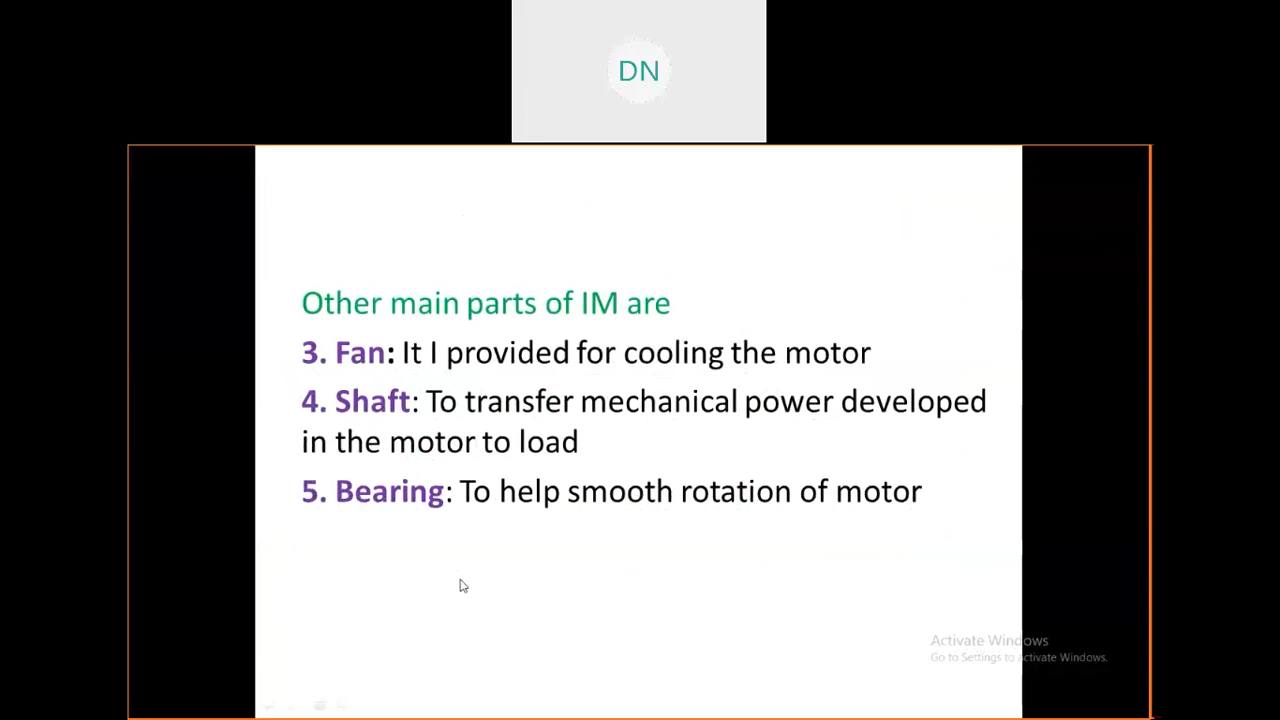 DN
Other main parts of IM are
3. Fan: It I provided for cooling the motor
4. Shaft: To transfer mechanical power developed
in the motor to load
5. Bearing: To help smooth rotation of motor
Activate Windows
Go to Settings to activate Windows.